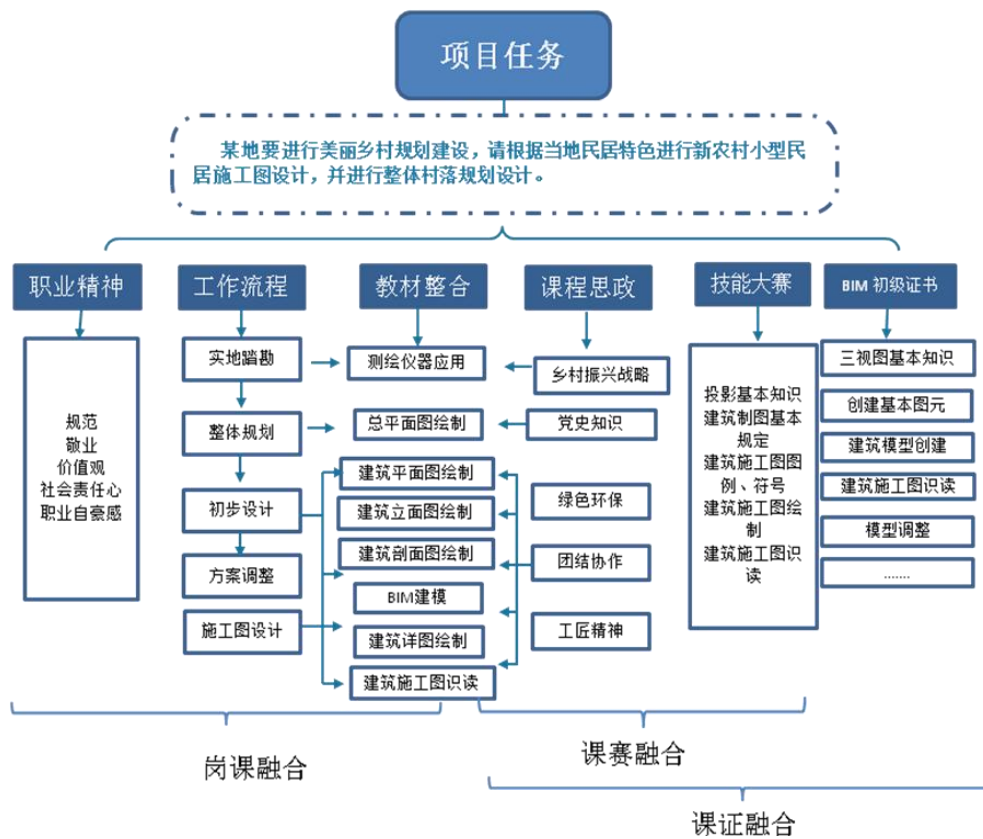 项目任务
某地要进行美丽乡村规划建设，请根据当地民居特色进行新农村小型民
居施工图设计，并进行整体村落规划设计。
职业精神
工作流程
教材整合
课程思政
技能大赛
BIM 初级证书
规范
敬业
价值观
社会责任心
职业自豪感
实地踏勘
整体规划
初步设计
方案调整
施工图设计
测绘仪器应用
总平面图绘制
建筑平面图绘制
建筑立面图绘制
建筑剖面图绘制
BIM建模
建筑详图绘制
建筑施工图识读
乡村振兴战略
党史知识
绿色环保
团结协作
工匠精神
投影基本知识
建筑制图基本
规定
建筑施工图图
例、符号
建筑施工图绘
制
建筑施工图识
读
三视图基本知识
创建基本图元
建筑模型创建
建筑施工图识读
模型调整
.......
岗课融合
课赛融合
课证融合